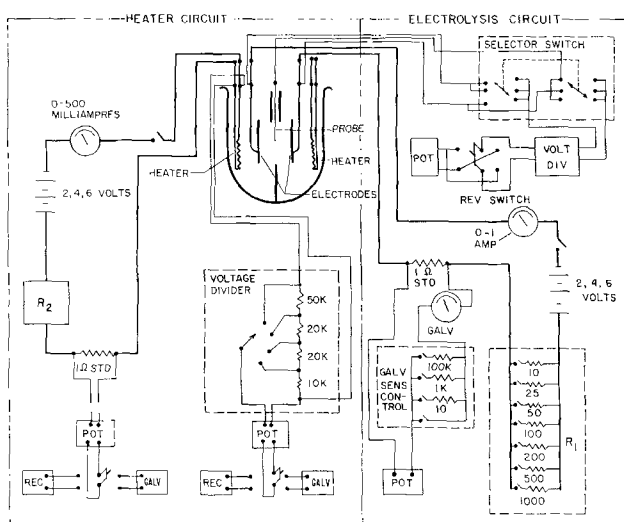 HEATER CIRCUIT
ELECTROLYSIS CIRCUIT
SELECTOR SWITCH
0-500
MILLIAMPRES
PROBE
HEATER
HEATER
ELECTRODES
POT
VOLT
DIV
REV SWITCH
2,4,6 VOLTS
0-1
AMP
R2
VOLTAGE
DIVIDER
50K
20K
20K
10K
1Ω
STD
GALV
2,4,6
VOLTS
1Ω STD
GALV
SENS
CON-
TROL
100K
1K
10
10
25
50
100
200
500
1000
R1
POT
POT
POT
REC
GALV
REC
GALV